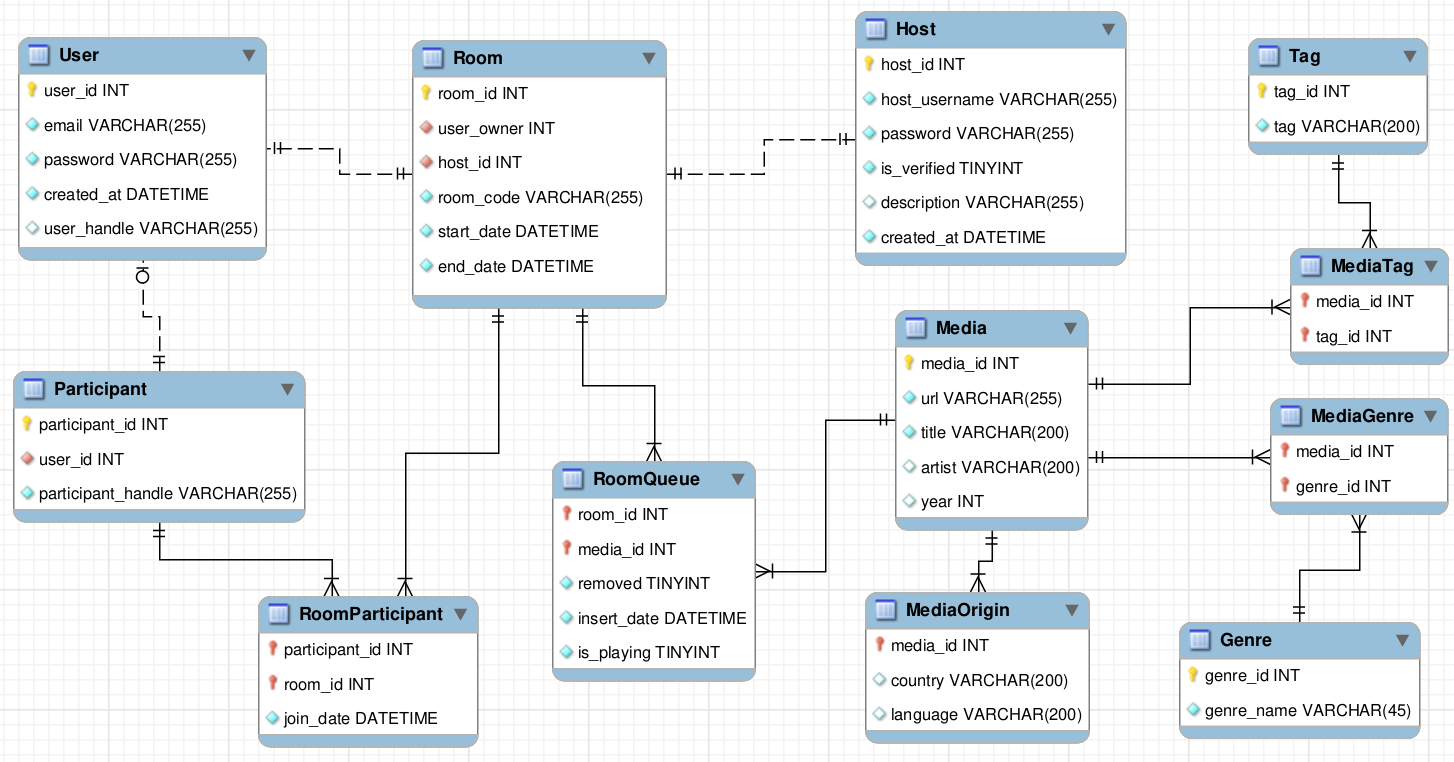 User
user_id INT
email VARCHAR(255)
password VARCHAR(255)
created_at DATETIME
user_handle VARCHAR(255)
Room
room_id INT
user_owner INT
host_id INT
room_code VARCHAR(255)
start_date DATETIME
end_date DATETIME
Host
host_id INT
host_username VARCHAR(255)
password VARCHAR(255)
is_verified TINYINT
description VARCHAR(255)
created_at DATETIME
Tag
tag_id INT
tag VARCHAR(200)
MediaTag
media_id INT
tag_id INT
Media
media_id INT
url VARCHAR(255)
title VARCHAR(200)
artist VARCHAR(200)
year INT
Participant
participant_id INT
user_id INT
participant_handle VARCHAR(255)
MediaGenre
media_id INT
genre_id INT
RoomQueue
room_id INT
media_id INT
removed TINYINT
insert_date DATETIME
is_playing TINYINT
RoomParticipant
participant_id INT
room_id INT
join_date DATETIME
MediaOrigin
media_id INT
country VARCHAR(200)
language VARCHAR(200)
Genre
genre_id INT
genre_name VARCHAR(45)